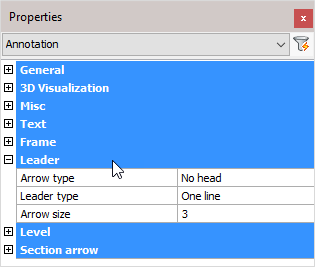 Properties
x
Annotation
General
3D Visualization
Misc
Text
Frame
Leader
Arrow type No head
Leader type One line
Arrow size 3
Level
Section arrow